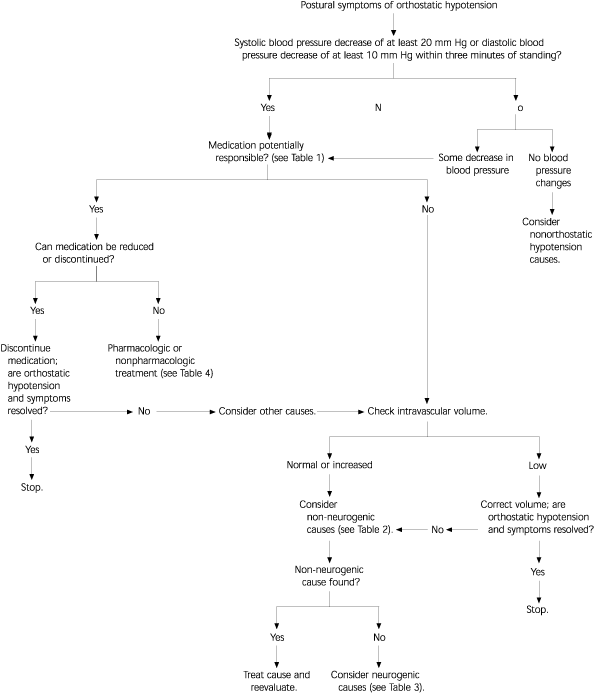 Postural symptoms of orthostatic hypotension
Systolic blood pressure decrease of at least 20 mm Hg or diastolic blood
pressure decrease of at least 10 mm Hg within three minutes of standing?
Yes
N
o
Medication potentially
responsible? (see Table 1)
Some decrease in
blood pressure
No blood
pressure
changes
Consider
nonorthostatic
hypotension
causes.
Yes
No
Can medication be reduced
or discontinued?
Yes
No
Discontinue
medication;
are orthostatic
hypotension
and symptoms
resolved?
Pharmacologic or
nonpharmacologic
treatment (see Table 4)
No
Consider other causes.
Check intravascular volume.
Yes
Stop.
Normal or increased
Low
Consider
non-neurogenic
causes (see Table 2).
No
Correct volume; are
orthostatic hypotension
and symptoms resolved?
Yes
Stop.
Non-neurogenic
cause found?
Yes
No
Treat cause and
reevaluate.
Consider neurogenic
causes (see Table 3).